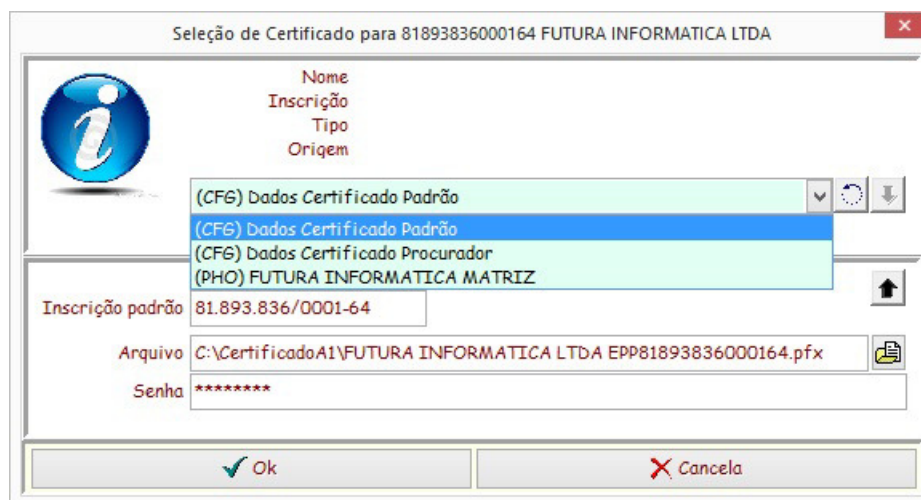 Seleção de Certificado para 81893836000164 FUTURA INFORMATICA LTDA
Nome
Inscrição
Tipo
Origem
(CFG) Dados Certificado Padrão
(CFG) Dados Certificado Padrão
(CFG) Dados Certificado Procurador
(PHO) FUTURA INFORMATICA MATRIZ
Inscrição padrão 81.893.836/0001-64
Arquivo C:\CertificadoA1\FUTURA INFORMATICA LTDA EPP81893836000164.pfx
Senha ********
Ok Cancela